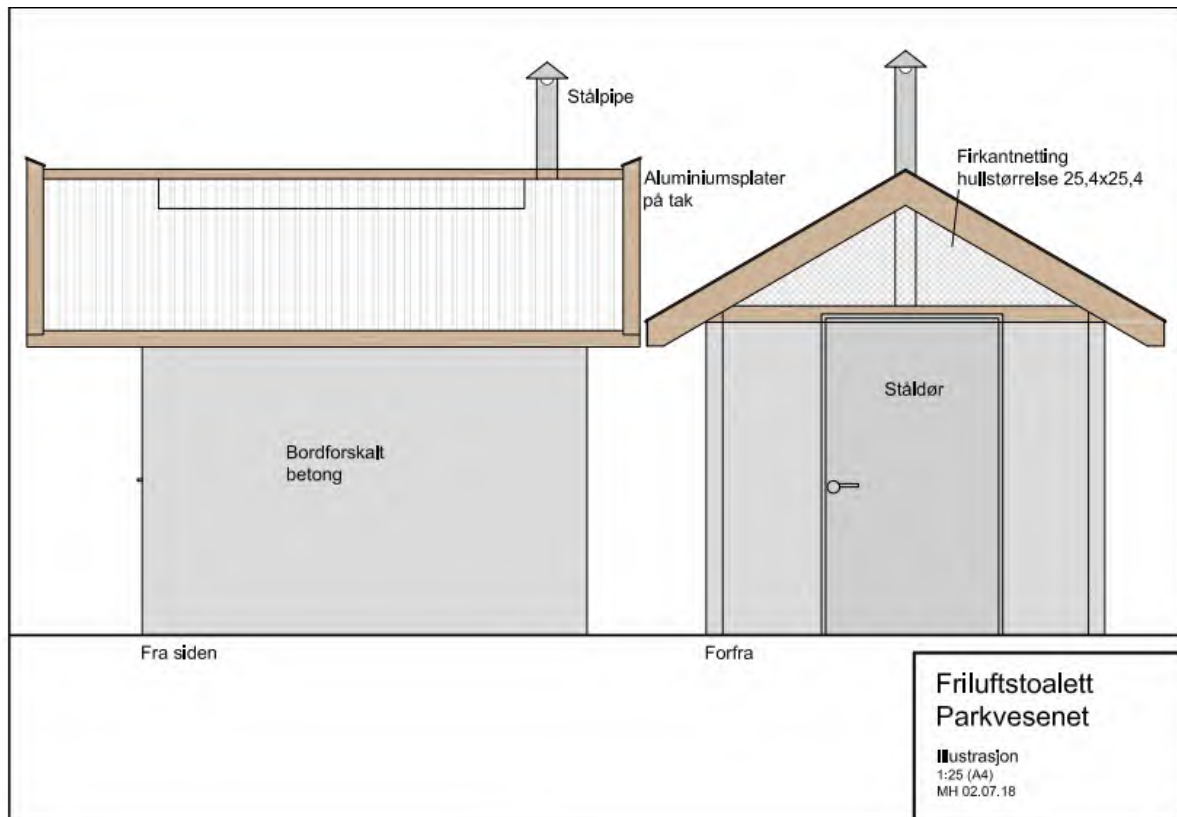 Stålpipe
Aluminiumsplater
på tak
Firkantnetting
hullstørrelse 25,4x25,4
Ståldør
Bordforskalt
betong
Fra siden
Forfra
Friluftstoalett
Parkvesenet
Illustrasjon
1:25 (A4)
MH 02.07.18